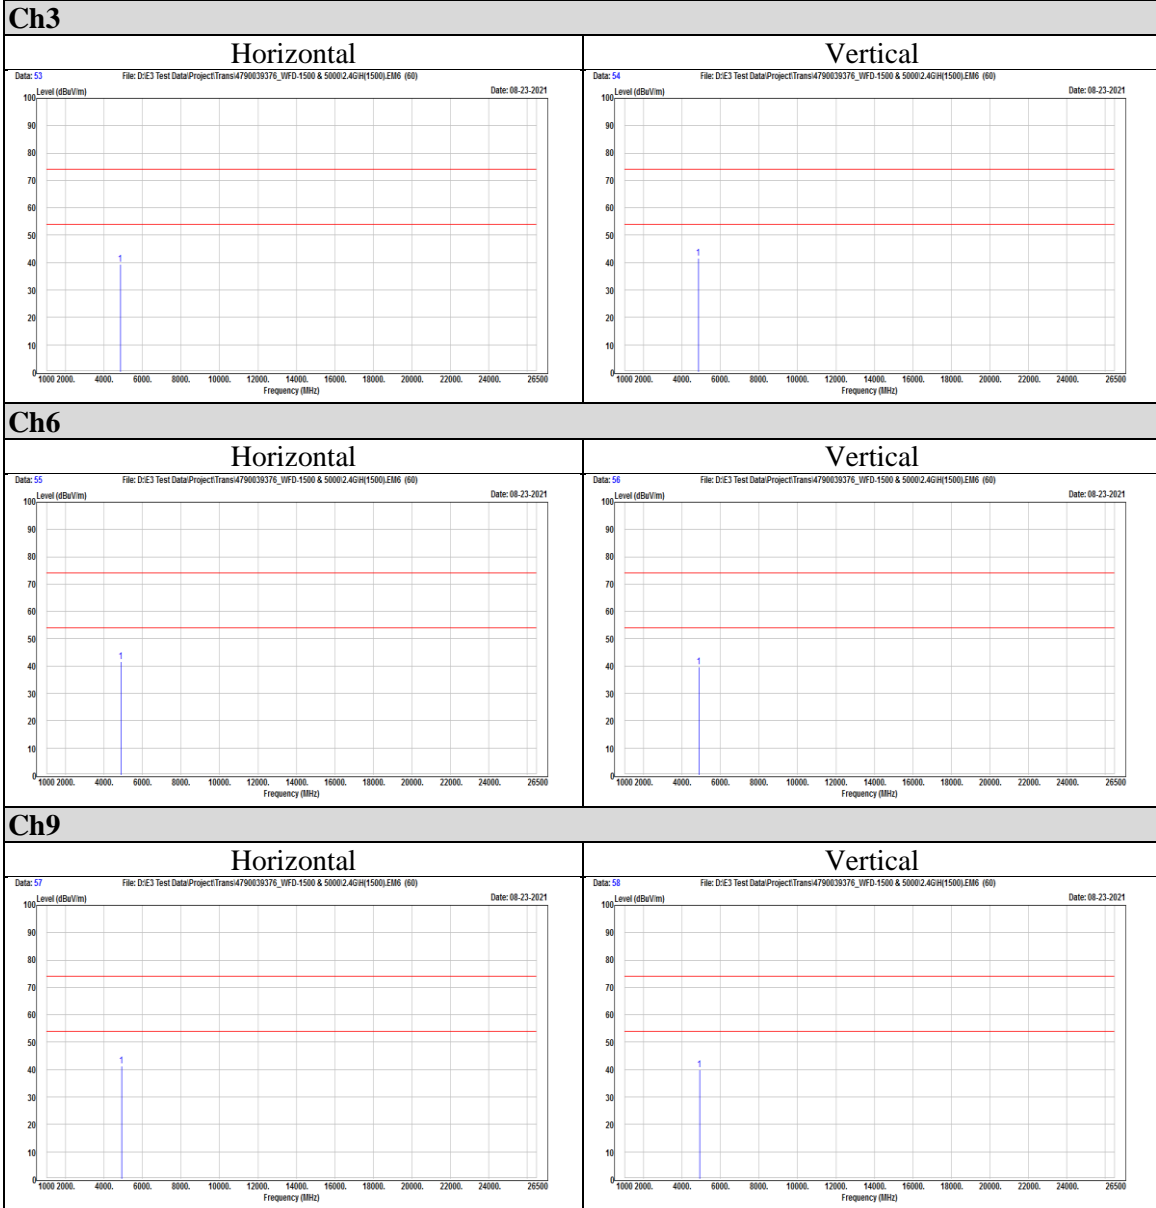 Ch3
Horizontal Vertical
Data: 53 File: D:\E3 Test Data\Project\Trans\4790039376_WFD-1500 & 5000\2.4G\H(1500).EM6 (60)
Level (dBuV/m) Date: 08-23-2021
100
90
80
70
60
50
40
30
20
10
0
1
1000 2000. 4000. 6000. 8000. 10000. 12000. 14000. 16000. 18000. 20000. 22000. 24000. 26500
Frequency (MHz)
Data: 54 File: D:\E3 Test Data\Project\Trans\4790039376_WFD-1500 & 5000\2.4G\H(1500).EM6 (60)
Level (dBuV/m) Date: 08-23-2021
100
90
80
70
60
50
40
30
20
10
0
1
1000 2000. 4000. 6000. 8000. 10000. 12000. 14000. 16000. 18000. 20000. 22000. 24000. 26500
Frequency (MHz)
Ch6
Horizontal Vertical
Data: 55 File: D:\E3 Test Data\Project\Trans\4790039376_WFD-1500 & 5000\2.4G\H(1500).EM6 (60)
Level (dBuV/m) Date: 08-23-2021
100
90
80
70
60
50
40
30
20
10
0
1
1000 2000. 4000. 6000. 8000. 10000. 12000. 14000. 16000. 18000. 20000. 22000. 24000. 26500
Frequency (MHz)
Data: 56 File: D:\E3 Test Data\Project\Trans\4790039376_WFD-1500 & 5000\2.4G\H(1500).EM6 (60)
Level (dBuV/m) Date: 08-23-2021
100
90
80
70
60
50
40
30
20
10
0
1
1000 2000. 4000. 6000. 8000. 10000. 12000. 14000. 16000. 18000. 20000. 22000. 24000. 26500
Frequency (MHz)
Ch9
Horizontal Vertical
Data: 57 File: D:\E3 Test Data\Project\Trans\4790039376_WFD-1500 & 5000\2.4G\H(1500).EM6 (60)
Level (dBuV/m) Date: 08-23-2021
100
90
80
70
60
50
40
30
20
10
0
1
1000 2000. 4000. 6000. 8000. 10000. 12000. 14000. 16000. 18000. 20000. 22000. 24000. 26500
Frequency (MHz)
Data: 58 File: D:\E3 Test Data\Project\Trans\4790039376_WFD-1500 & 5000\2.4G\H(1500).EM6 (60)
Level (dBuV/m) Date: 08-23-2021
100
90
80
70
60
50
40
30
20
10
0
1
1000 2000. 4000. 6000. 8000. 10000. 12000. 14000. 16000. 18000. 20000. 22000. 24000. 26500
Frequency (MHz)